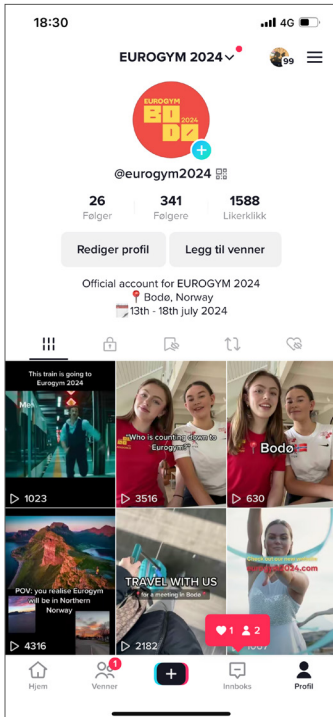 18:30
4G
EUROGYM 2024
99
EUROGYM
BO
2024
DØ
@eurogym2024
26
Følger
341
Følgere
1588
Likerklikk
Rediger profil
Legg til venner
Official account for EUROGYM 2024
📍 Bodø, Norway
🗓️ 13th - 18th july 2024
This train is going to
Eurogym 2024
Me
1023
"Who is counting down to
Eurogym?"
3516
Bodø
630
POV: you realise Eurogym
will be in Northern
Norway
4316
TRAVEL WITH US
📍for a meeting in Bodø
2182
2024.com
1 2
Hjem
1
Venner
Innboks
Profil